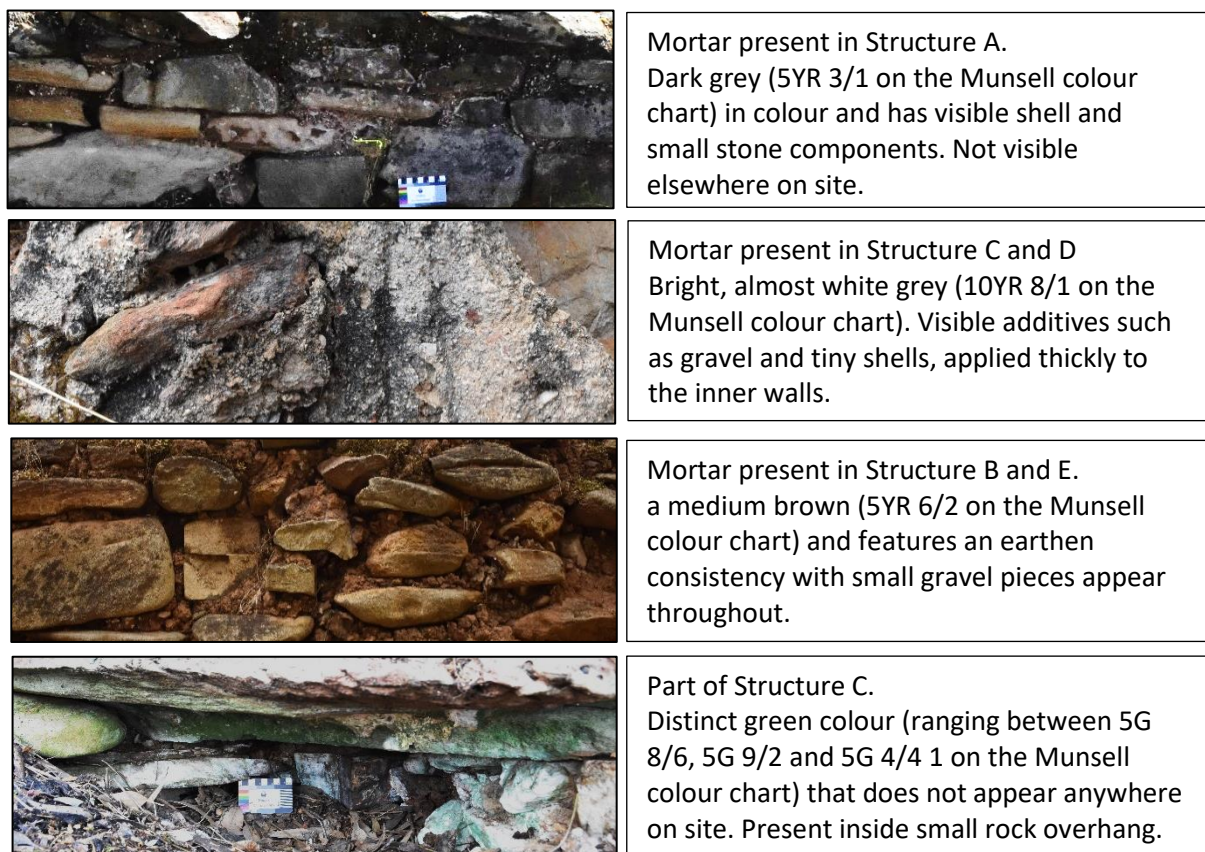 Mortar present in Structure A.
Dark grey (5YR 3/1 on the Munsell colour
chart) in colour and has visible shell and
small stone components. Not visible
elsewhere on site.
Mortar present in Structure C and D
Bright, almost white grey (10YR 8/1 on the
Munsell colour chart). Visible additives such
as gravel and tiny shells, applied thickly to
the inner walls.
Mortar present in Structure B and E.
a medium brown (5YR 6/2 on the Munsell
colour chart) and features an earthen
consistency with small gravel pieces appear
throughout.
Part of Structure C.
Distinct green colour (ranging between 5G
8/6, 5G 9/2 and 5G 4/4 1 on the Munsell
colour chart) that does not appear anywhere
on site. Present inside small rock overhang.